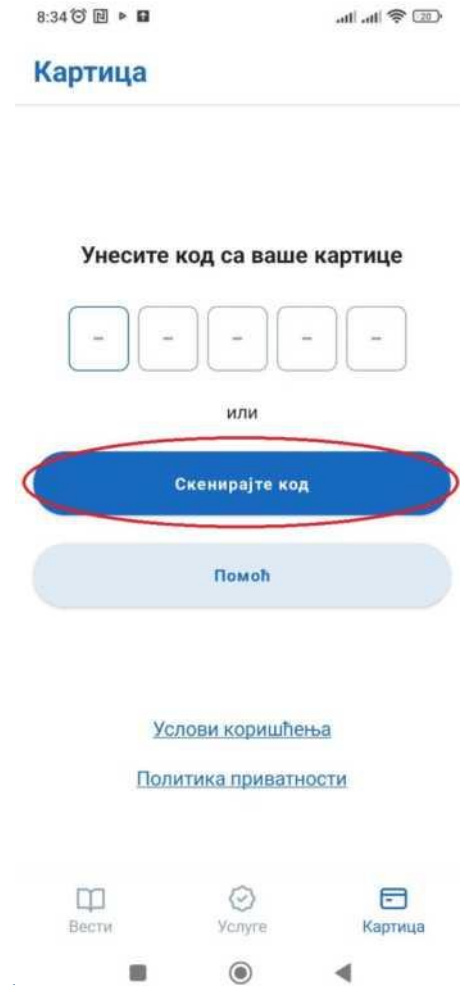 8:34
20
Картица
Унесите код са ваше картице
или
Скенирајте код
Помоћ
Услови коришћења
Политика приватности
Вести Услуге Картица